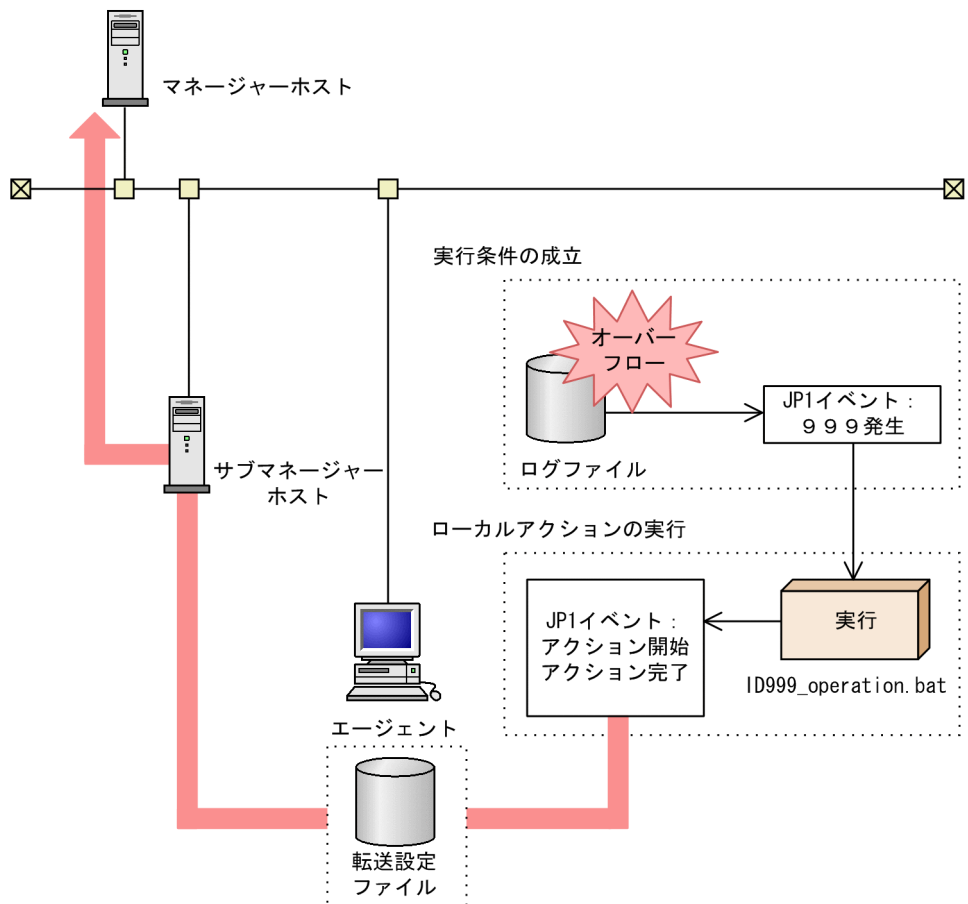 マネージャーホスト
実行条件の成立
オーバー
フロー
JP1イベント：
９９９発生
ログファイル
サブマネージャー
ホスト
ローカルアクションの実行
JP1イベント：
アクション開始
アクション完了
実行
ID999_operation.bat
エージェント
転送設定
ファイル